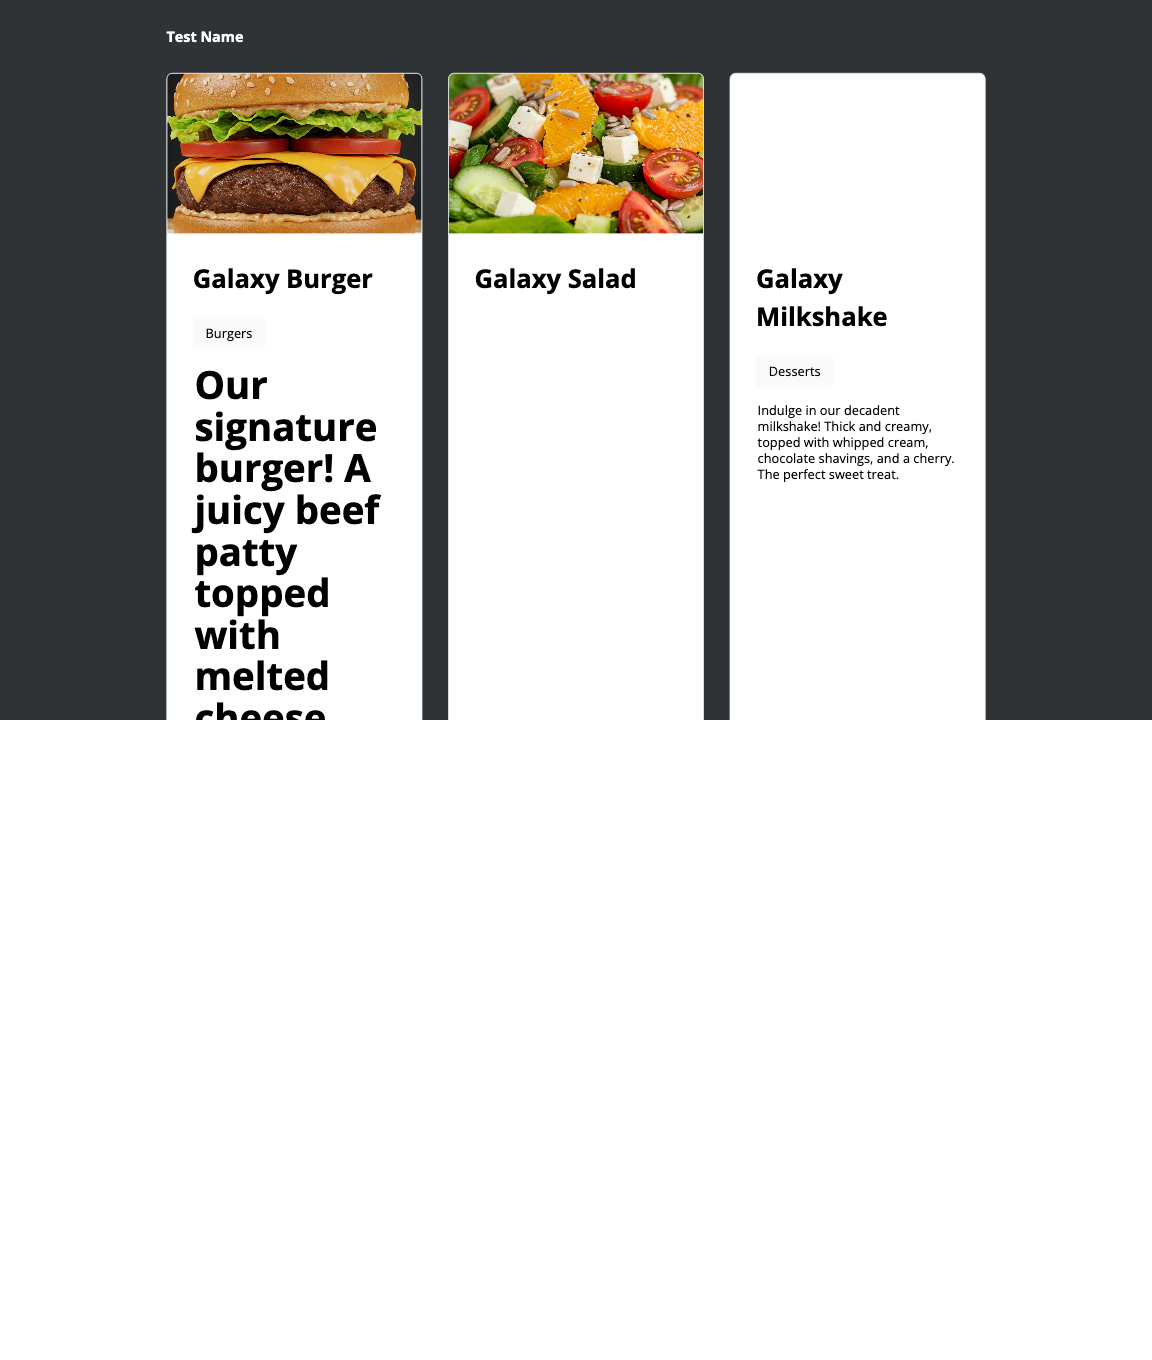 Test Name
Galaxy Burger
Burgers
Our
signature
burger! A
juicy beef
patty
topped
with
melted
cheese
Galaxy Salad
Galaxy
Milkshake
Desserts
Indulge in our decadent
milkshake! Thick and creamy,
topped with whipped cream,
chocolate shavings, and a cherry.
The perfect sweet treat.